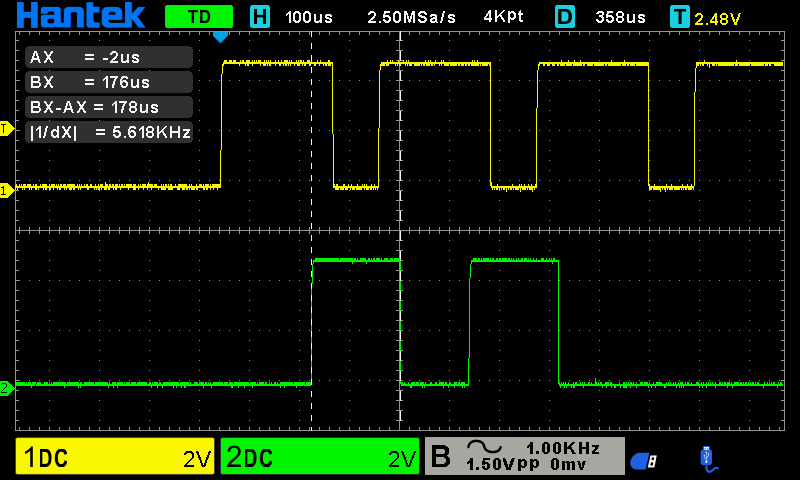 Hantek TD H 100us 2.50MSa/s 4Kpt D 358us T 2.48V
AX = -2us
BX = 176us
BX-AX = 178us
|1/dX| = 5.618KHz
T
1
2
1DC 2V 2DC 2V B 1.00KHz
1.50Vpp 0mv
8